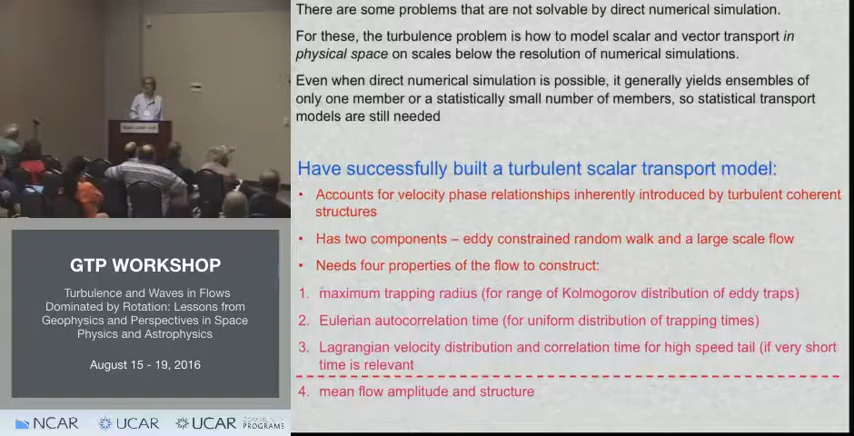 There are some problems that are not solvable by direct numerical simulation.
For these, the turbulence problem is how to model scalar and vector transport in
physical space on scales below the resolution of numerical simulations.
Even when direct numerical simulation is possible, it generally yields ensembles of
only one member or a statistically small number of members, so statistical transport
models are still needed
Have successfully built a turbulent scalar transport model:
• Accounts for velocity phase relationships inherently introduced by turbulent coherent
structures
• Has two components – eddy constrained random walk and a large scale flow
• Needs four properties of the flow to construct:
1. maximum trapping radius (for range of Kolmogorov distribution of eddy traps)
2. Eulerian autocorrelation time (for uniform distribution of trapping times)
3. Lagrangian velocity distribution and correlation time for high speed tail (if very short
time is relevant
4. mean flow amplitude and structure
GTP WORKSHOP
Turbulence and Waves in Flows
Dominated by Rotation: Lessons from
Geophysics and Perspectives in Space
Physics and Astrophysics
August 15 - 19, 2016
NCAR
UCAR
UCAR
PROGRAMS